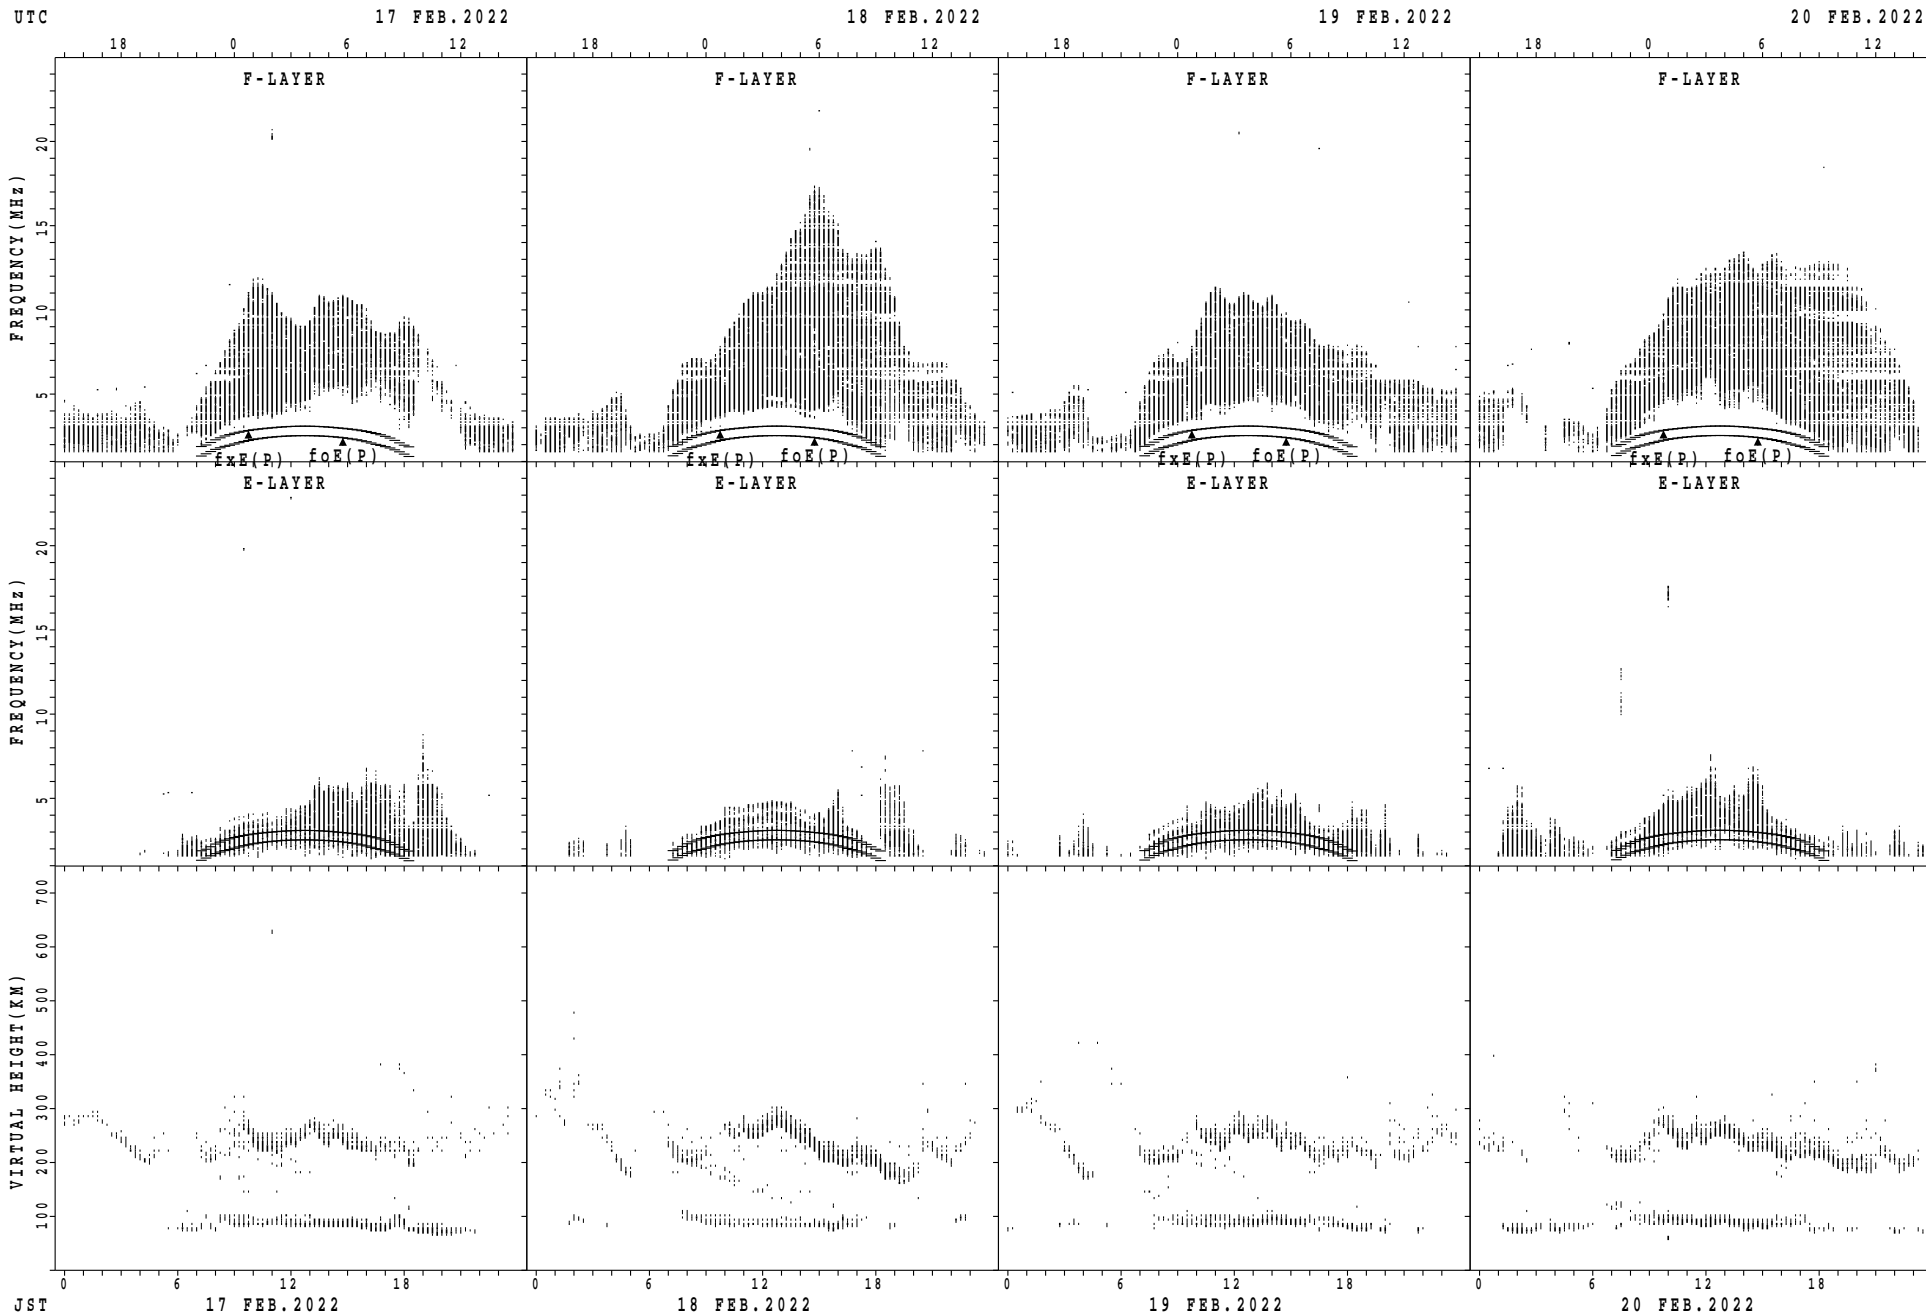 UTC 17 FEB.2022 18 FEB.2022 19 FEB.2022 20 FEB.2022
18 0 6 12 18 0 6 12 18 0 6 12 18 0 6 12
F-LAYER F-LAYER F-LAYER F-LAYER
FREQUENCY(MHz)
20
15
10
5
fxE(P) foE(P) fxE(P) foE(P) fxE(P) foE(P) fxE(P) foE(P)
E-LAYER E-LAYER E-LAYER E-LAYER
FREQUENCY(MHz)
20
15
10
5
VIRTUAL HEIGHT(KM)
700
600
500
400
300
200
100
0 6 12 18 0 6 12 18 0 6 12 18 0 6 12 18
JST 17 FEB.2022 18 FEB.2022 19 FEB.2022 20 FEB.2022